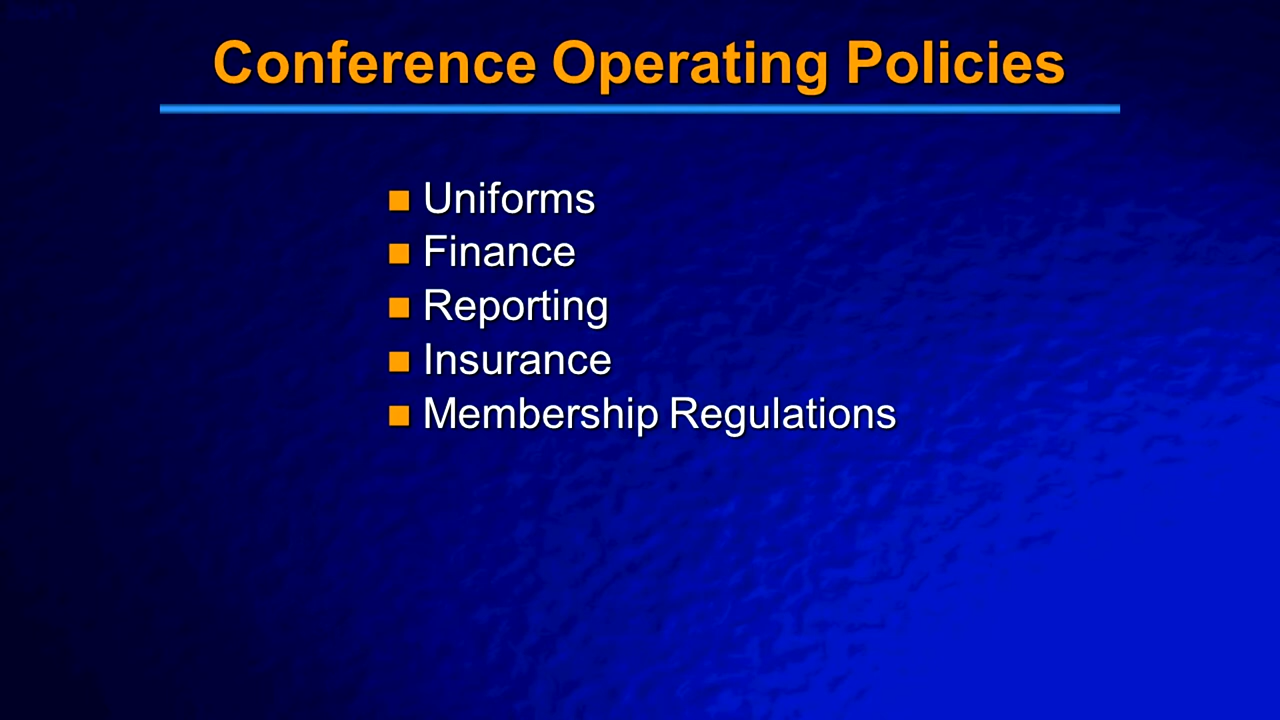 Conference Operating Policies
Uniforms
Finance
Reporting
Insurance
Membership Regulations